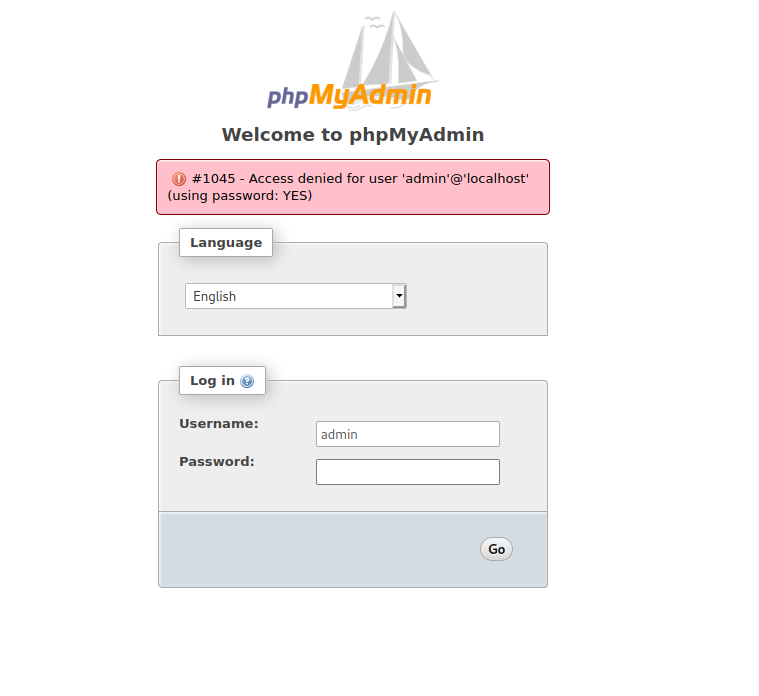 phpMyAdmin
Welcome to phpMyAdmin
#1045 - Access denied for user 'admin'@'localhost'
(using password: YES)
Language
English
Log in
Username:
admin
Password:
Go